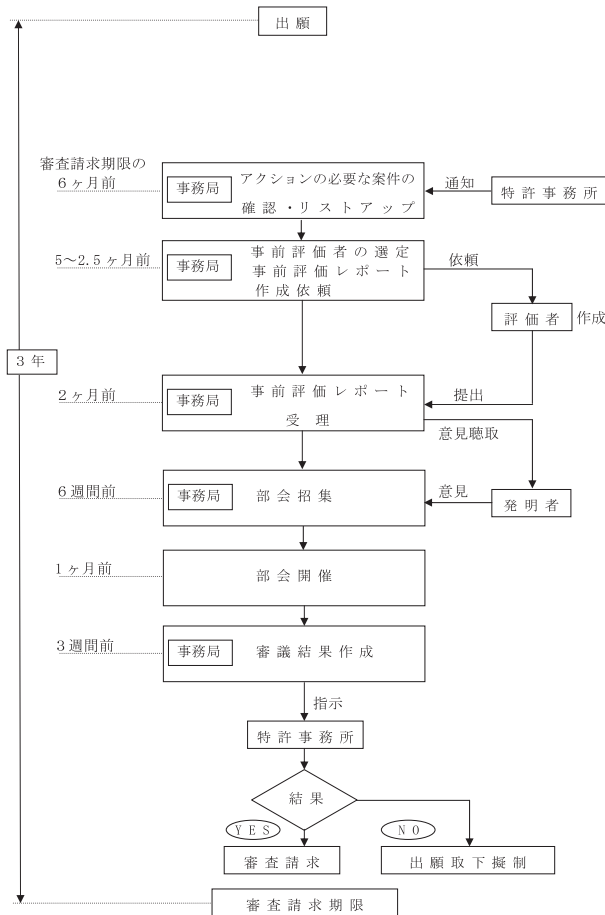 出願
審査請求期限の
6ヶ月前
事務局
アクションの必要な案件の
確認・リストアップ
通知
特許事務所
5～2.5ヶ月前
事務局
事前評価者の選定
事前評価レポート
作成依頼
依頼
評価者
作成
3年
2ヶ月前
事務局
事前評価レポート
受理
提出
意見聴取
6週間前
事務局
部会招集
意見
発明者
1ヶ月前
部会開催
3週間前
事務局
審議結果作成
指示
特許事務所
結果
YES
NO
審査請求
出願取下擬制
審査請求期限